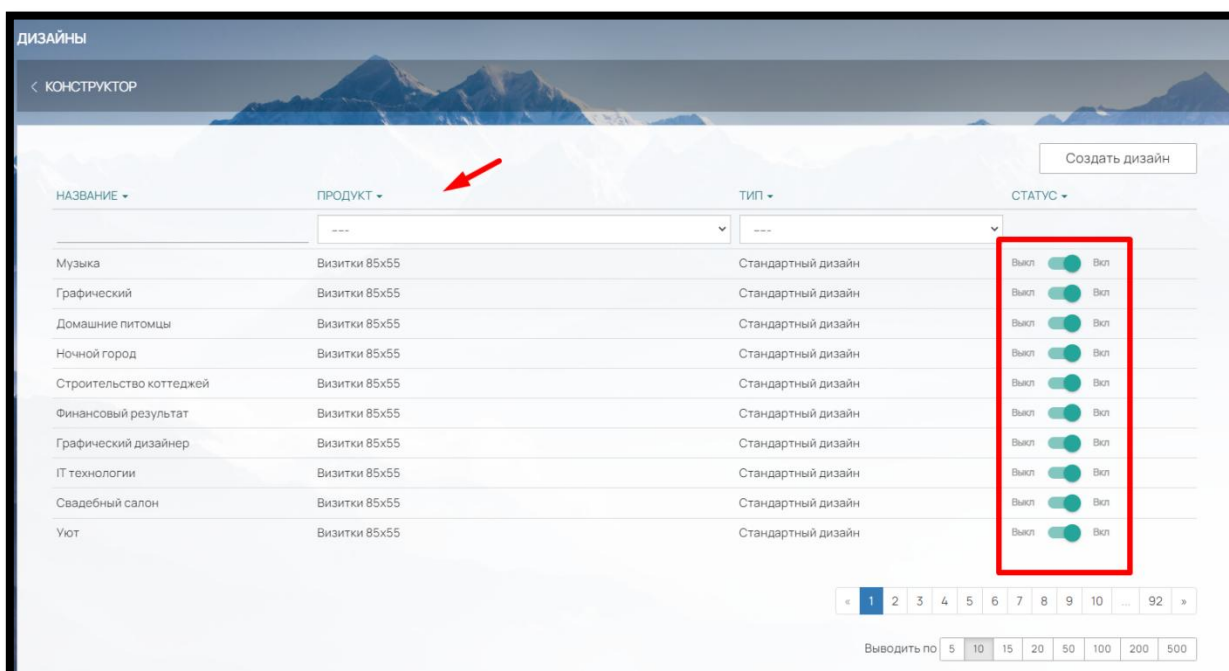 ДИЗАЙНЫ
< КОНСТРУКТОР
Создать дизайн
НАЗВАНИЕ ПРОДУКТ ТИП СТАТУС
--- ---
Музыка Визитки 85x55 Стандартный дизайн Выкл Вкл
Графический Визитки 85x55 Стандартный дизайн Выкл Вкл
Домашние питомцы Визитки 85x55 Стандартный дизайн Выкл Вкл
Ночной город Визитки 85x55 Стандартный дизайн Выкл Вкл
Строительство коттеджей Визитки 85x55 Стандартный дизайн Выкл Вкл
Финансовый результат Визитки 85x55 Стандартный дизайн Выкл Вкл
Графический дизайнер Визитки 85x55 Стандартный дизайн Выкл Вкл
IT технологии Визитки 85x55 Стандартный дизайн Выкл Вкл
Свадебный салон Визитки 85x55 Стандартный дизайн Выкл Вкл
Уют Визитки 85x55 Стандартный дизайн Выкл Вкл
« 1 2 3 4 5 6 7 8 9 10 ... 92 »
Выводить по 5 10 15 20 50 100 200 500